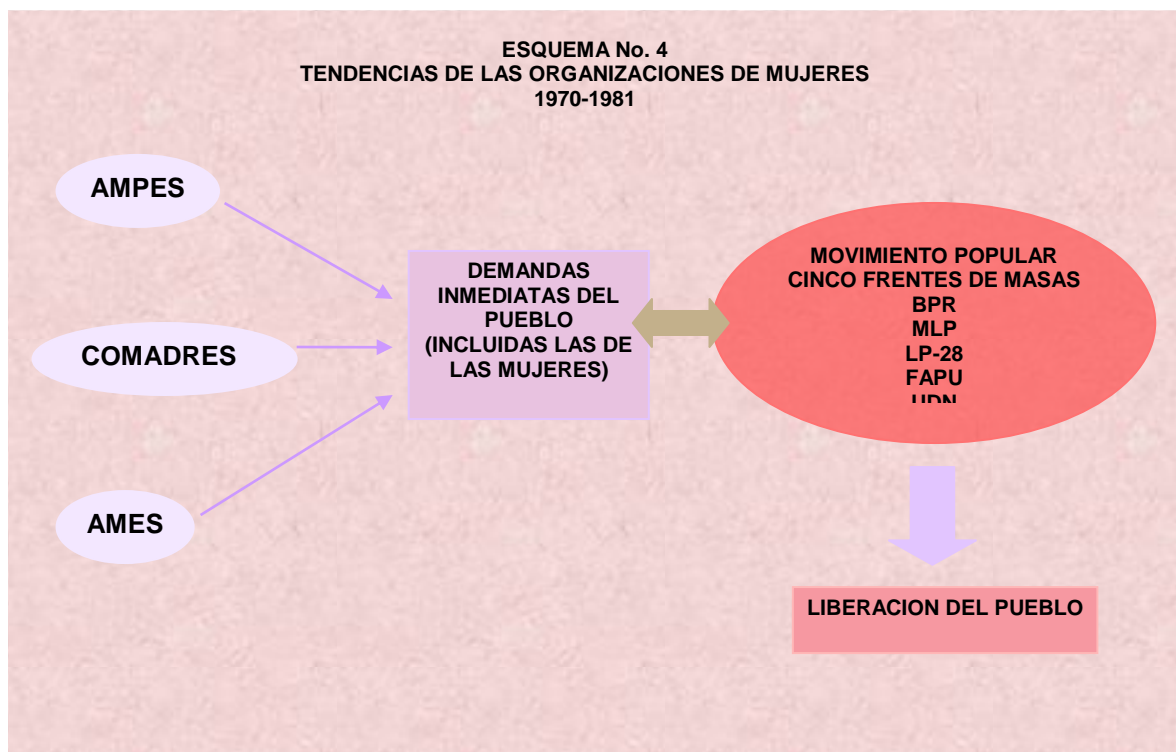 ESQUEMA No. 4
TENDENCIAS DE LAS ORGANIZACIONES DE MUJERES
1970-1981
AMPES
COMADRES
AMES
DEMANDAS
INMEDIATAS DEL
PUEBLO
(INCLUIDAS LAS DE
LAS MUJERES)
MOVIMIENTO POPULAR
CINCO FRENTES DE MASAS
BPR
MLP
LP-28
FAPU
UDN
LIBERACION DEL PUEBLO